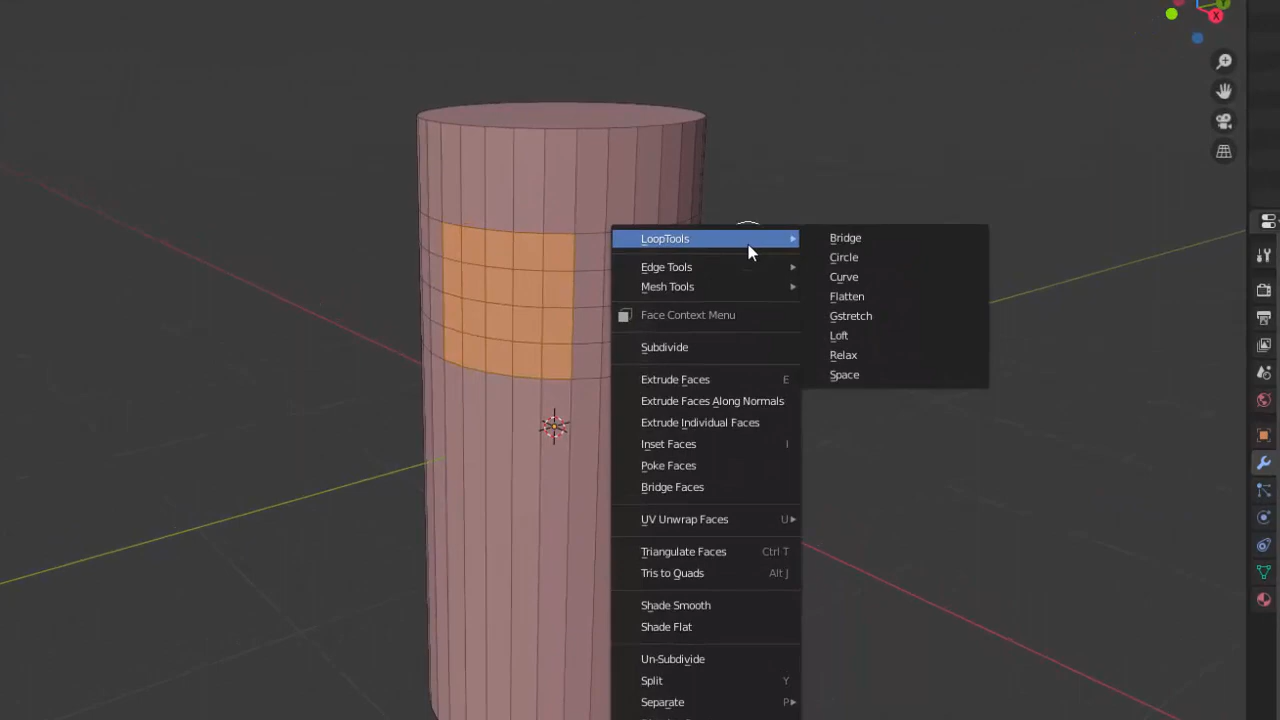 X
LoopTools
Edge Tools
Mesh Tools
Face Context Menu
Subdivide
Extrude Faces E
Extrude Faces Along Normals
Extrude Individual Faces
Inset Faces I
Poke Faces
Bridge Faces
UV Unwrap Faces U
Triangulate Faces Ctrl T
Tris to Quads Alt J
Shade Smooth
Shade Flat
Un-Subdivide
Split Y
Separate P
Bridge
Circle
Curve
Flatten
Gstretch
Loft
Relax
Space